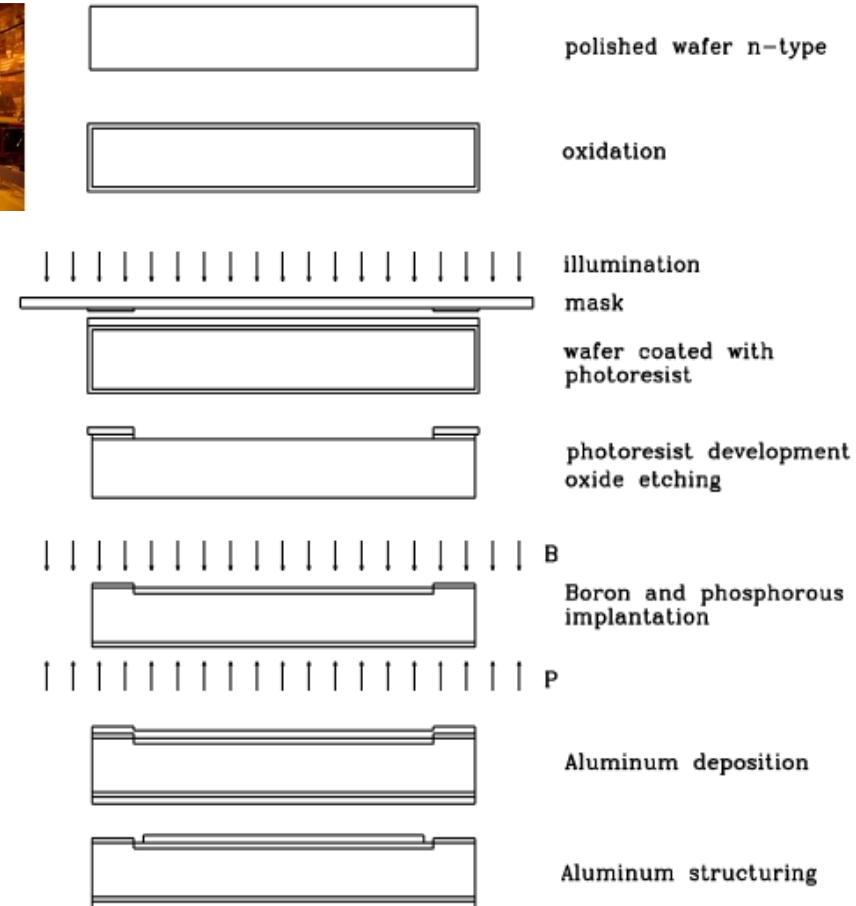 polished wafer n-type
oxidation
illumination
mask
wafer coated with
photoresist
photoresist development
oxide etching
B
Boron and phosphorous
implantation
P
Aluminum deposition
Aluminum structuring